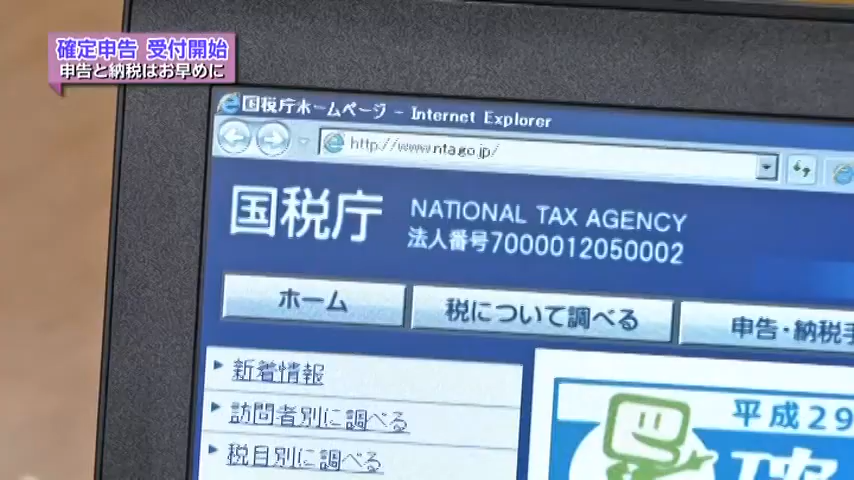 確定申告 受付開始
申告と納税はお早めに
国税庁ホームページ - Internet Explorer
http://www.nta.go.jp/
国税庁
NATIONAL TAX AGENCY
法人番号7000012050002
ホーム
税について調べる
申告・納税手
新着情報
訪問者別に調べる
税目別に調べる
平成29
確